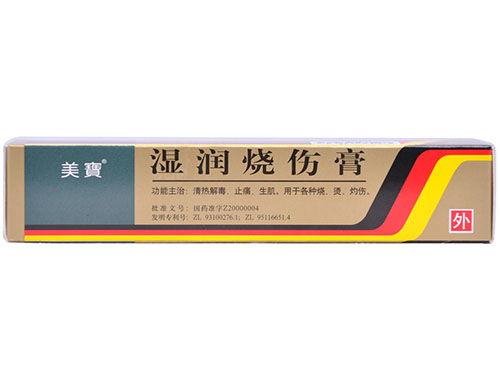 美寶®
湿润烧伤膏
功能主治：清热解毒、止痛、生肌。用于各种烧、烫、灼伤。
批准文号：国药准字Z20000004
发明专利号：ZL 93100276.1; ZL 95116651.4
外